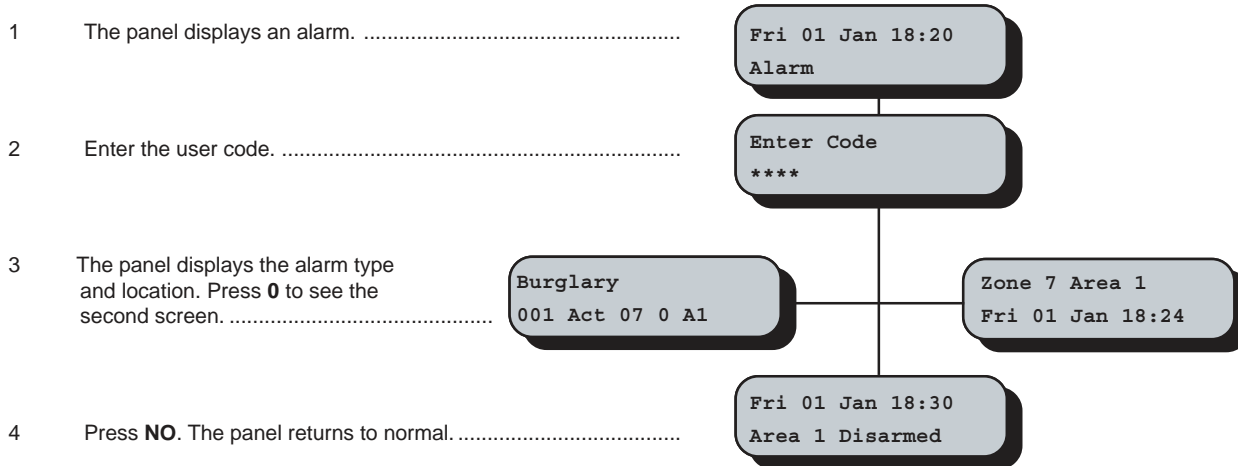 1 The panel displays an alarm. ....................................................
Fri 01 Jan 18:20
Alarm
2 Enter the user code. ..................................................................
Enter Code
****
3 The panel displays the alarm type
and location. Press 0 to see the
second screen. ...........................................
Burglary
001 Act 07 0 A1
Zone 7 Area 1
Fri 01 Jan 18:24
4 Press NO. The panel returns to normal. .....................................
Fri 01 Jan 18:30
Area 1 Disarmed